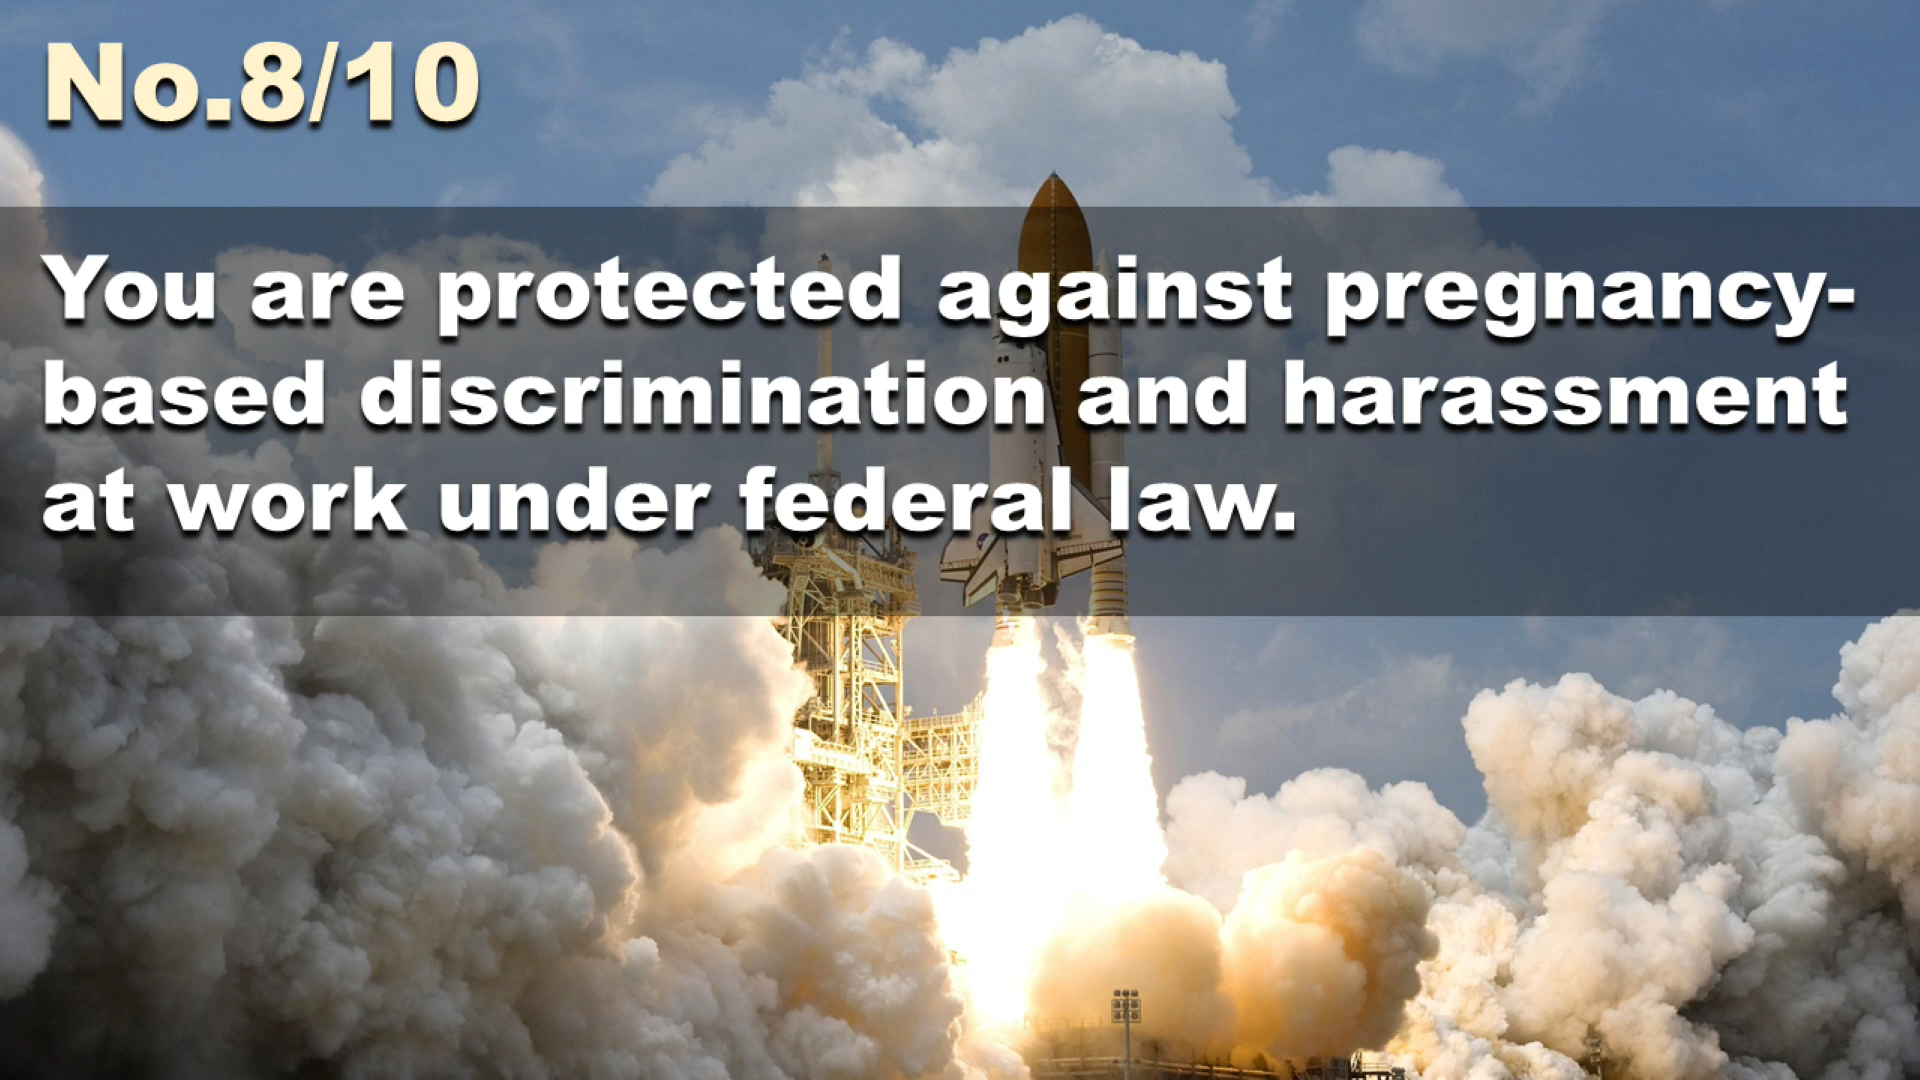 No.8/10
You are protected against pregnancy-
based discrimination and harassment
at work under federal law.